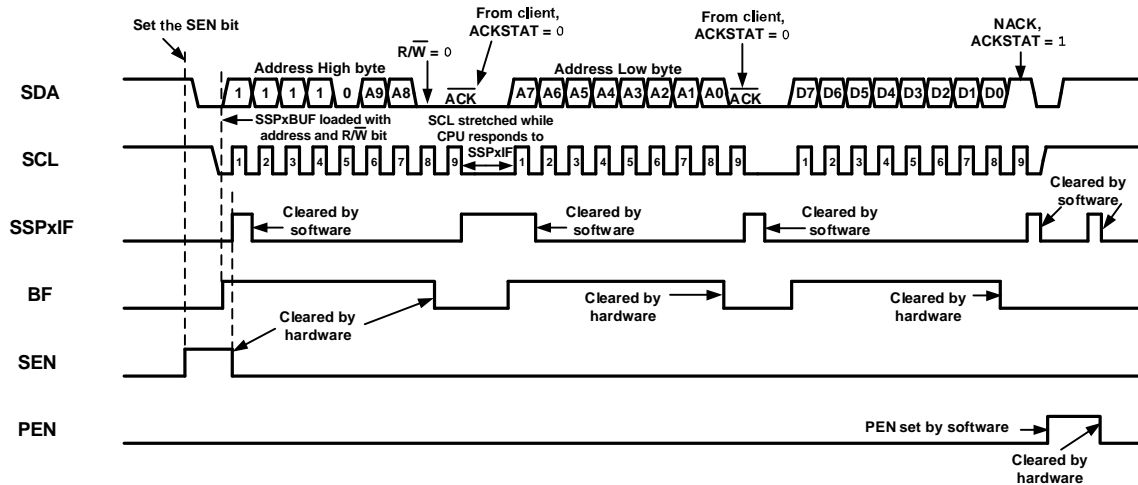 Set the SEN bit
From client,
ACKSTAT = 0
R/W = 0
From client,
ACKSTAT = 0
NACK,
ACKSTAT = 1
Address High byte
Address Low byte
SDA
1 1 1 1 0 A9 A8 ACK A7 A6 A5 A4 A3 A2 A1 A0 ACK D7 D6 D5 D4 D3 D2 D1 D0
SSPxBUF loaded with
address and R/W bit
SCL stretched while
CPU responds to
SSPxIF
SCL
1 2 3 4 5 6 7 8 9 1 2 3 4 5 6 7 8 9 1 2 3 4 5 6 7 8 9
SSPxIF
Cleared by
software
Cleared by
software
Cleared by
software
Cleared by
software
BF
Cleared by
hardware
Cleared by
hardware
Cleared by
hardware
SEN
PEN
PEN set by software
Cleared by
hardware